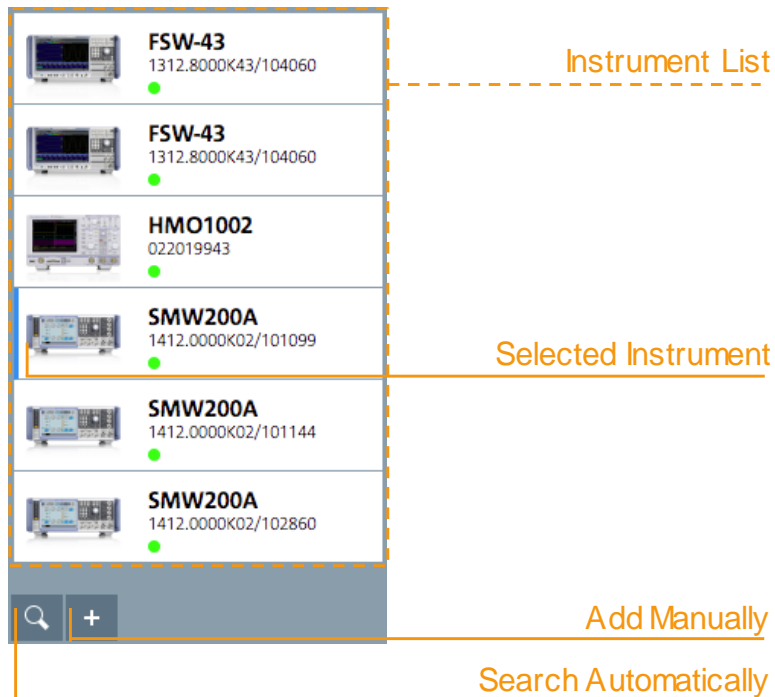 FSW-43
1312.8000K43/104060
Instrument List
FSW-43
1312.8000K43/104060
HMO1002
022019943
SMW200A
1412.0000K02/101099
Selected Instrument
SMW200A
1412.0000K02/101144
SMW200A
1412.0000K02/102860
+
Add Manually
Search Automatically